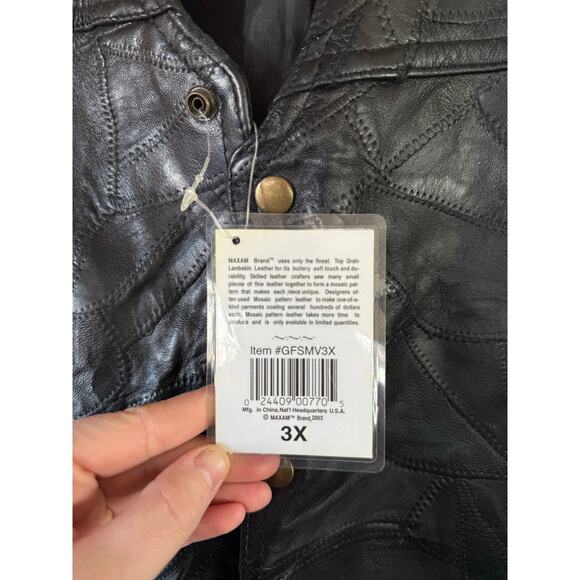 MAXAM Brand™ uses only the finest Top Grain
Lambskin Leather for its buttery soft touch and du-
rability. Skilled leather crafters sew many small
pieces of fine leather together to form a mosaic pat-
tern that makes each piece unique. Designers of-
ten used Mosaic pattern leather to make one-of-a-
kind garments costing several hundreds of dollars
each. Mosaic pattern leather takes more time to
produce and is only available in limited quantities.
Item #GFSMV3X
0 24409 00770 5
Mfg. in China, Nat'l Headquarters U.S.A.
© MAXAM™ Brand, 2003
3X